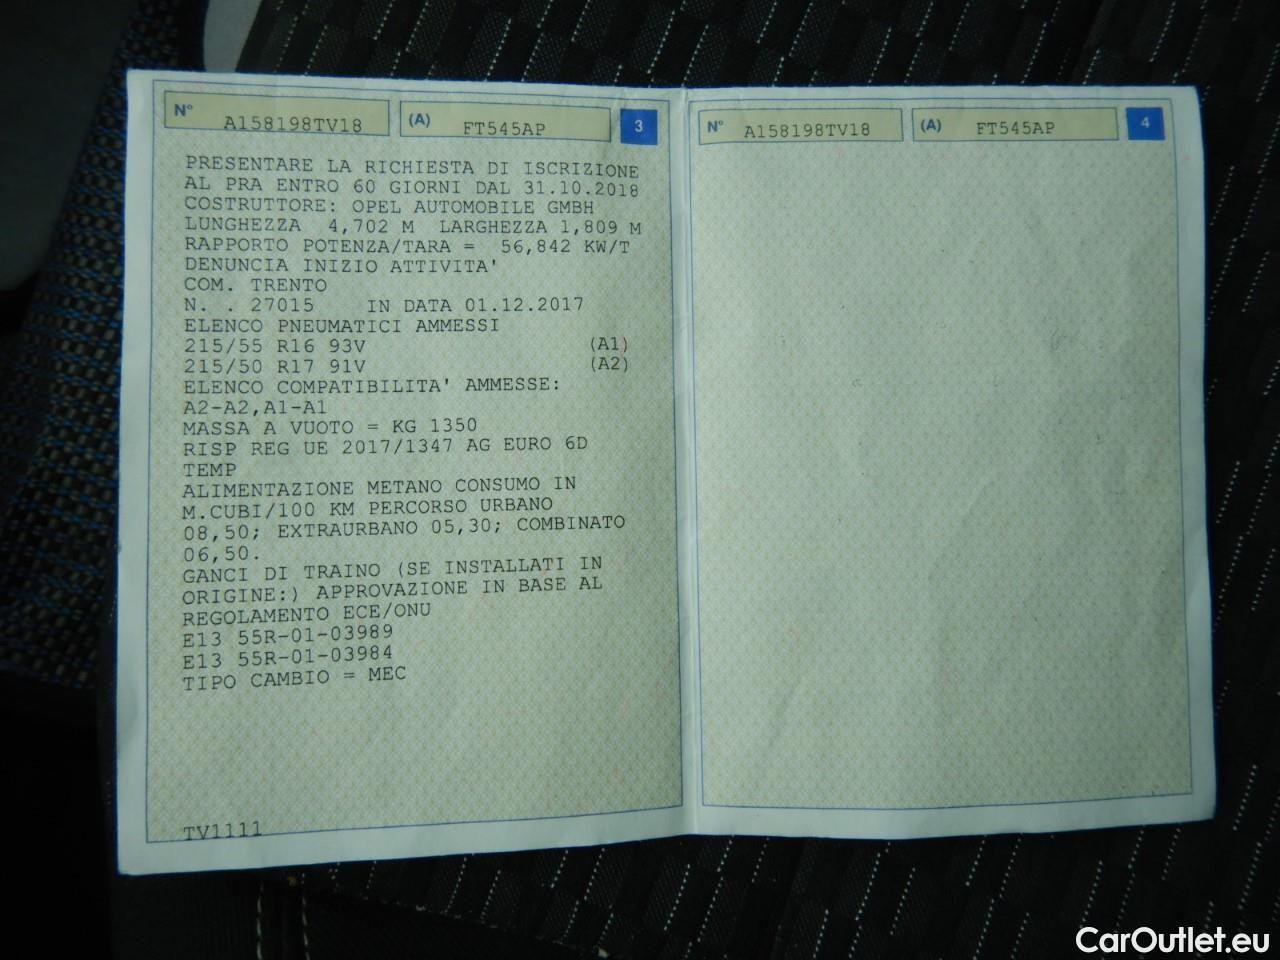 N° A158198TV18 (A) FT545AP 3
PRESENTARE LA RICHIESTA DI ISCRIZIONE
AL PRA ENTRO 60 GIORNI DAL 31.10.2018
COSTRUTTORE: OPEL AUTOMOBILE GMBH
LUNGHEZZA 4,702 M LARGHEZZA 1,809 M
RAPPORTO POTENZA/TARA = 56,842 KW/T
DENUNCIA INIZIO ATTIVITA'
COM. TRENTO
N. . 27015 IN DATA 01.12.2017
ELENCO PNEUMATICI AMMESSI
215/55 R16 93V (A1)
215/50 R17 91V (A2)
ELENCO COMPATIBILITA' AMMESSE:
A2-A2,A1-A1
MASSA A VUOTO = KG 1350
RISP REG UE 2017/1347 AG EURO 6D
TEMP
ALIMENTAZIONE METANO CONSUMO IN
M.CUBI/100 KM PERCORSO URBANO
08,50; EXTRAURBANO 05,30; COMBINATO
06,50.
GANCI DI TRAINO (SE INSTALLATI IN
ORIGINE:) APPROVAZIONE IN BASE AL
REGOLAMENTO ECE/ONU
E13 55R-01-03989
E13 55R-01-03984
TIPO CAMBIO = MEC
TV1111
N° A158198TV18 (A) FT545AP 4
CarOutlet.eu